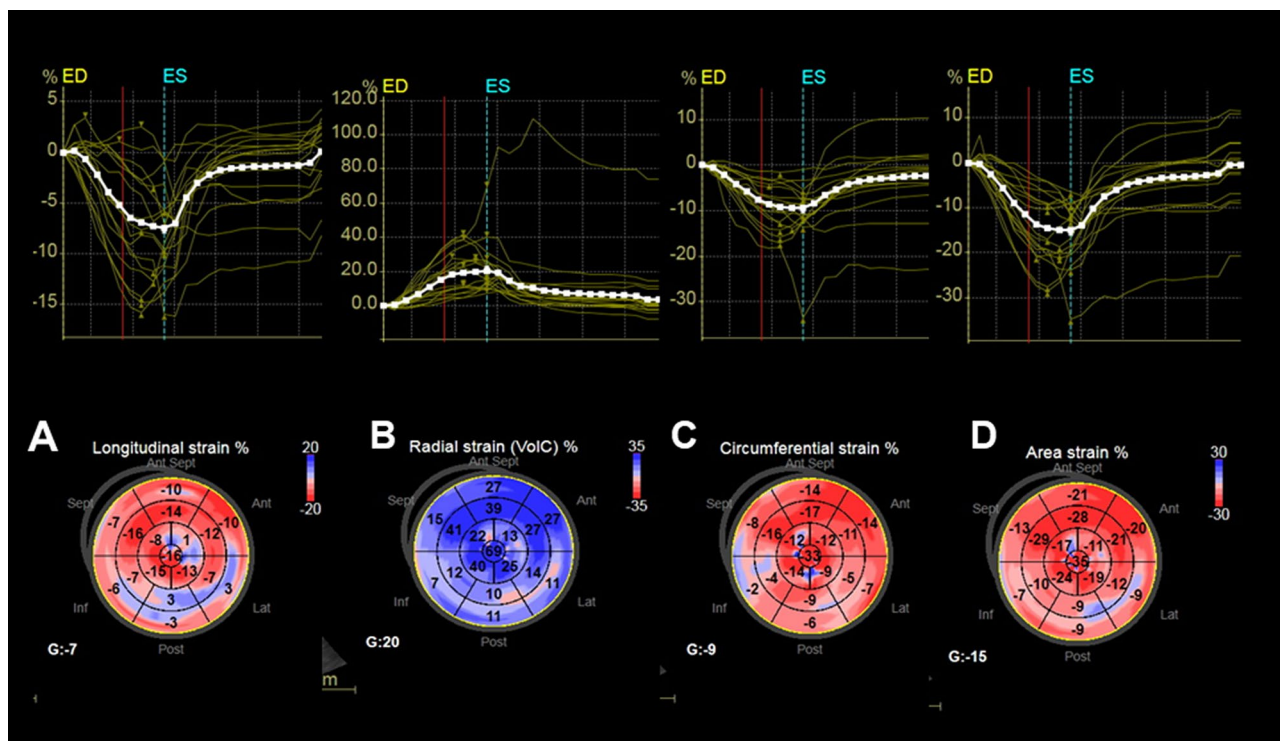 % ED ES
5
0
-5
-10
-15
% ED ES
120.0
100.0
80.0
60.0
40.0
20.0
0.0
% ED ES
10
0
-10
-20
-30
% ED ES
10
0
-10
-20
-30
A
Longitudinal strain %
20
-20
Ant Sept
Sept Ant
-10
-14
-7 -16 -12 -10
-8 1
-16
-15 -13
-6 -7 3
3
-3
Inf Lat
Post
G:-7
m
B
Radial strain (VolC) %
35
-35
Ant Sept
Sept Ant
27
39
15 41 27 27
22 13
69
40 25
7 12 14 11
10
11
Inf Lat
Post
G:20
C
Circumferential strain %
Ant Sept
Sept Ant
-14
-17
-8 -16 -11 -14
-12 -12
-33
-14 -9
-2 -4 -5 -7
-9
-6
Inf Lat
Post
G:-9
D
Area strain %
30
-30
Ant Sept
Sept Ant
-21
-28
-13 -29 -21 -20
-17 -11
-35
-24 -19
-7 -10 -12 -9
-9
-9
Inf Lat
Post
G:-15